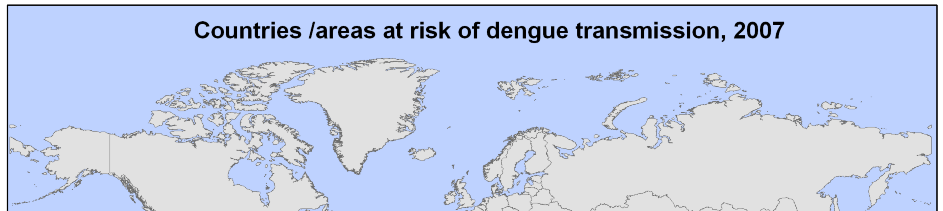 Countries /areas at risk of dengue transmission, 2007